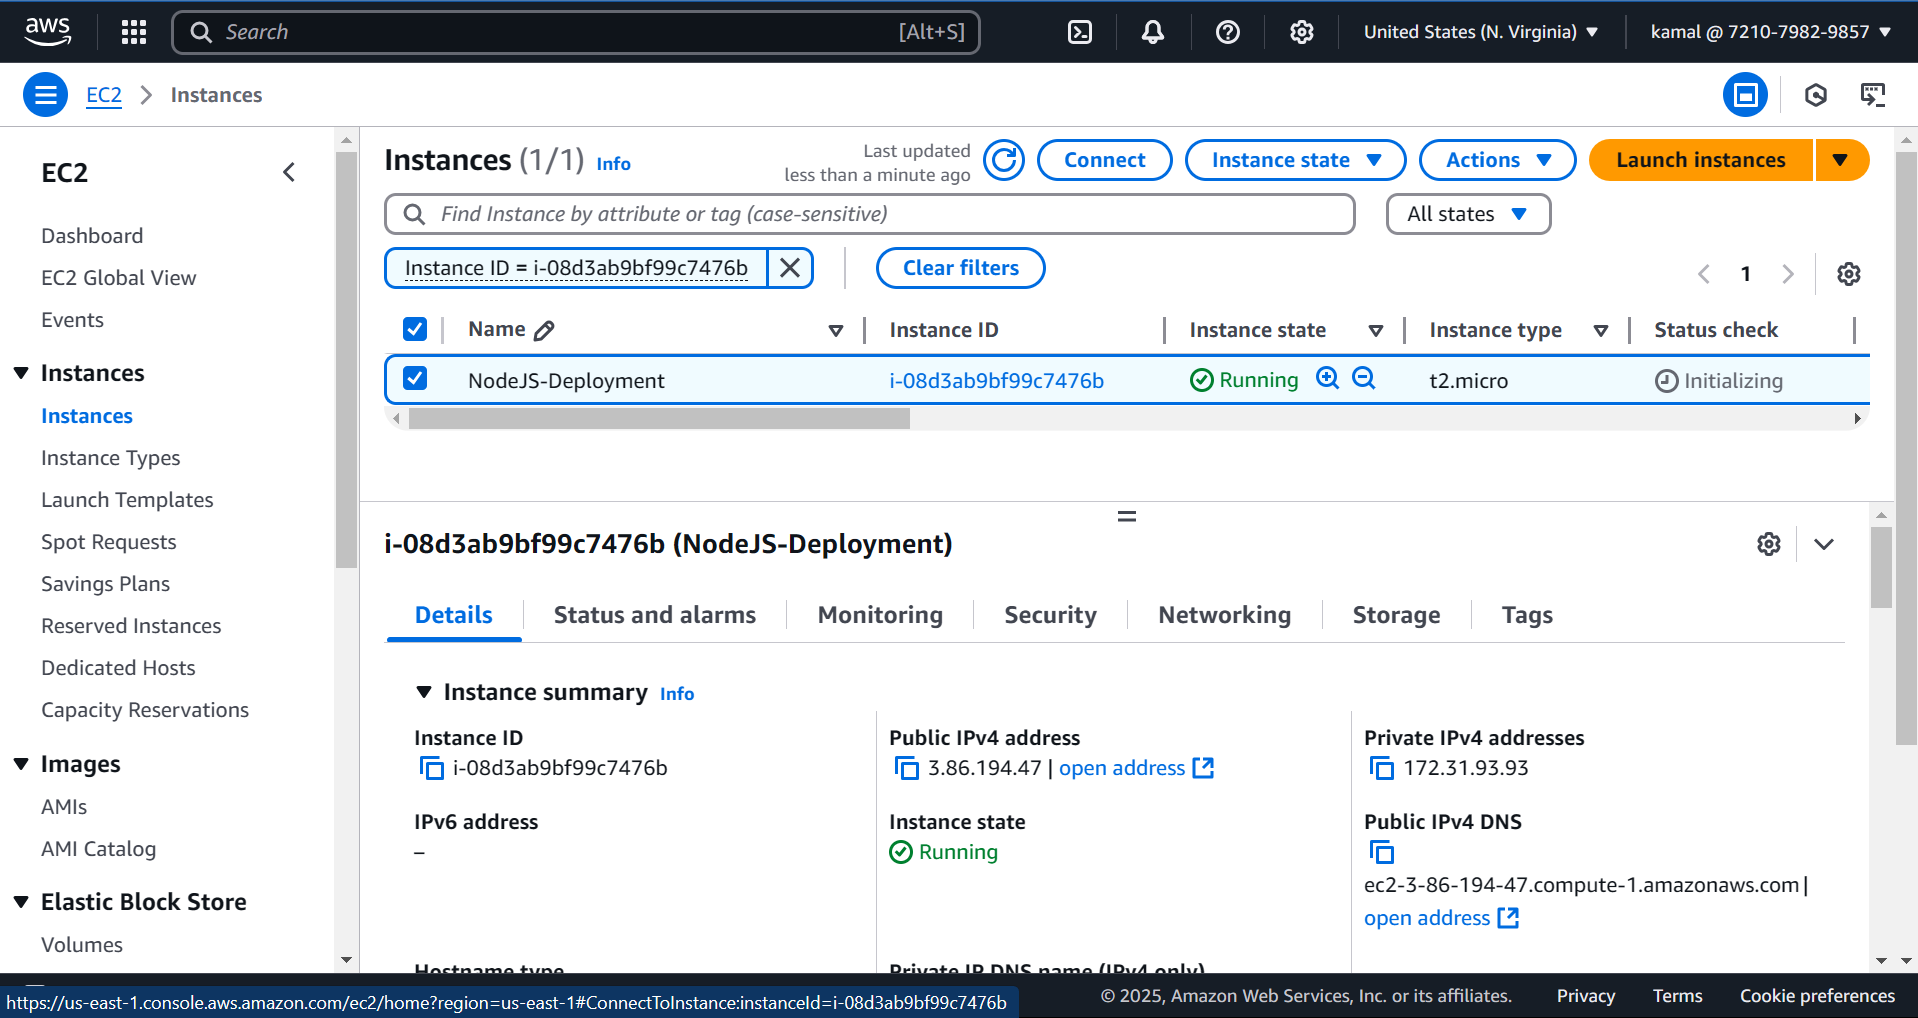 aws
Search [Alt+S]
United States (N. Virginia)
kamal @ 7210-7982-9857
EC2 Instances
EC2
Dashboard
EC2 Global View
Events
Instances
Instances
Instance Types
Launch Templates
Spot Requests
Savings Plans
Reserved Instances
Dedicated Hosts
Capacity Reservations
Images
AMIs
AMI Catalog
Elastic Block Store
Volumes
Instances (1/1) Info
Last updated
less than a minute ago
Connect
Instance state
Actions
Launch instances
Find Instance by attribute or tag (case-sensitive)
All states
Instance ID = i-08d3ab9bf99c7476b
Clear filters
1
Name Instance ID Instance state Instance type Status check
NodeJS-Deployment i-08d3ab9bf99c7476b Running t2.micro Initializing
i-08d3ab9bf99c7476b (NodeJS-Deployment)
Details Status and alarms Monitoring Security Networking Storage Tags
Instance summary Info
Instance ID
i-08d3ab9bf99c7476b
Public IPv4 address
3.86.194.47 | open address
Private IPv4 addresses
172.31.93.93
IPv6 address
–
Instance state
Running
Public IPv4 DNS
ec2-3-86-194-47.compute-1.amazonaws.com |
open address
Hostname type
Private IP DNS name (IPv4 only)
https://us-east-1.console.aws.amazon.com/ec2/home?region=us-east-1#ConnectToInstance:instanceId=i-08d3ab9bf99c7476b
© 2025, Amazon Web Services, Inc. or its affiliates. Privacy Terms Cookie preferences